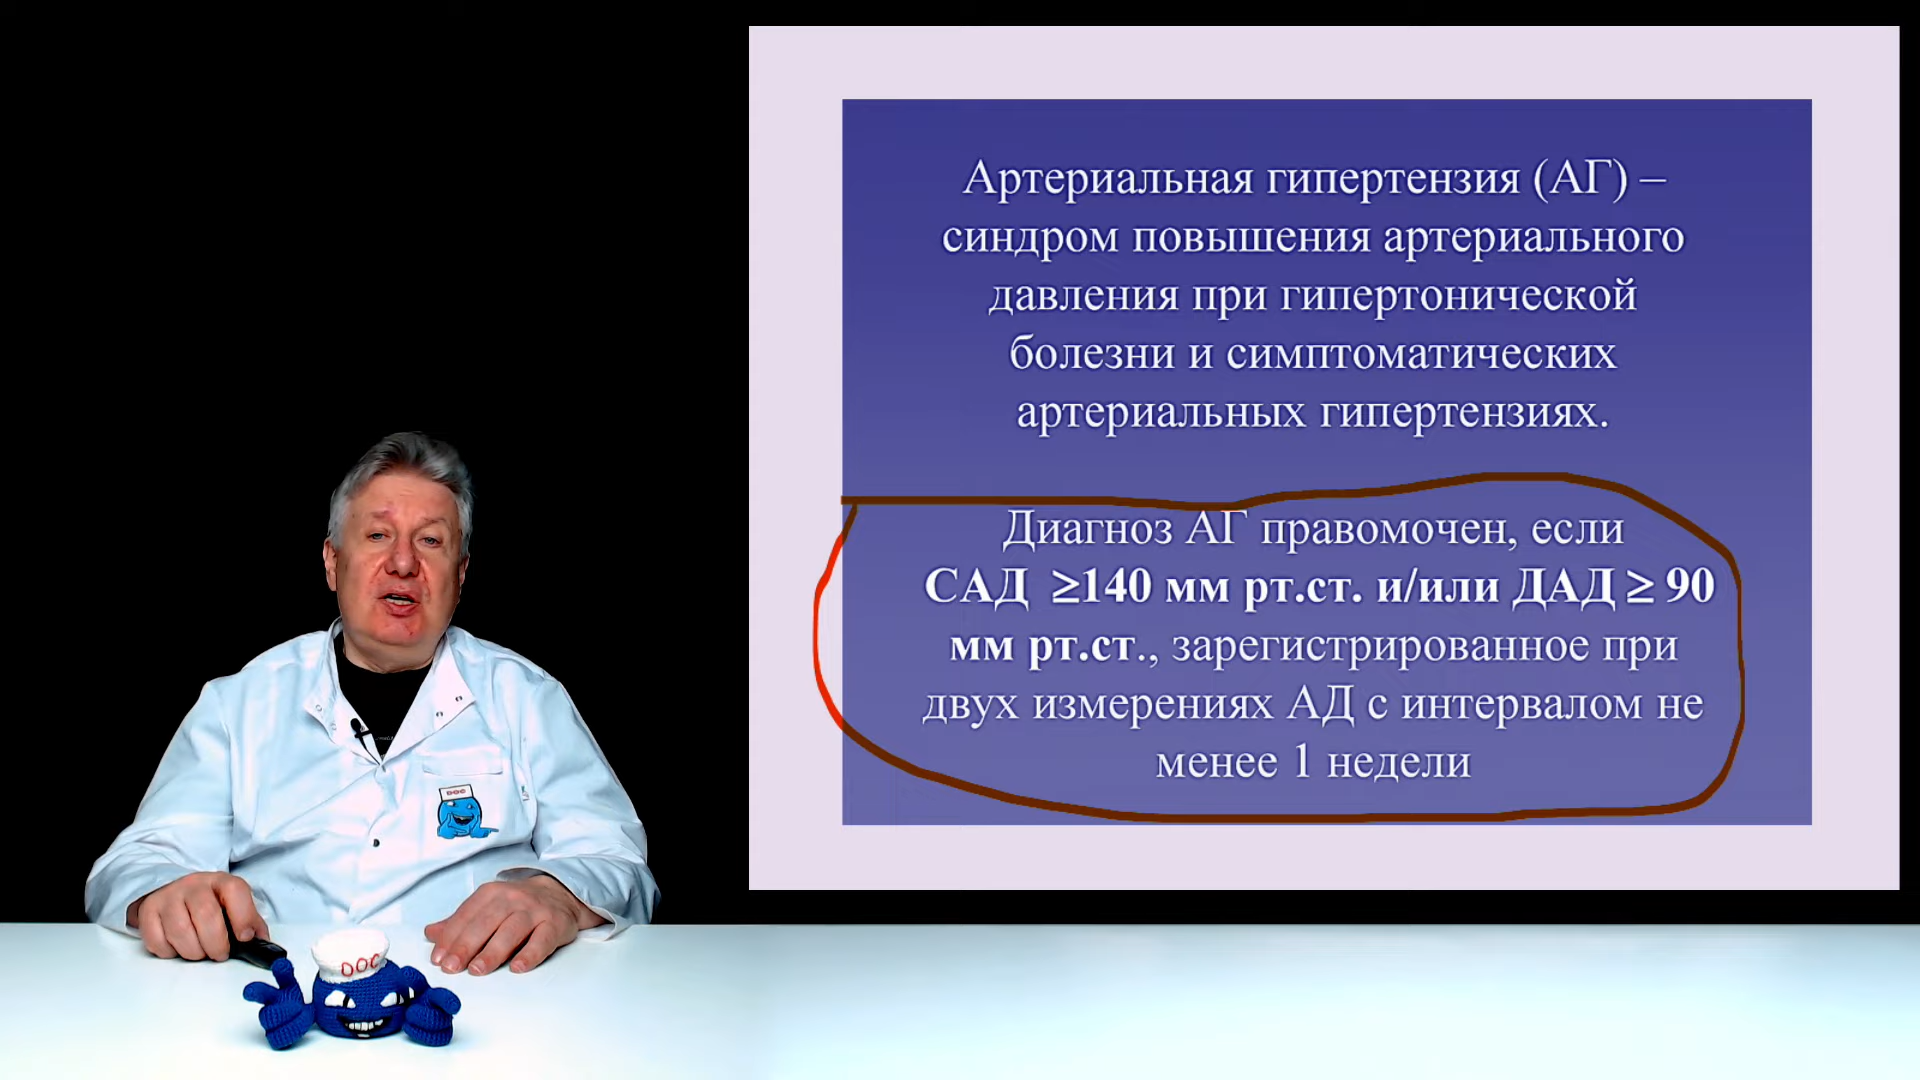 Артериальная гипертензия (АГ) –
синдром повышения артериального
давления при гипертонической
болезни и симптоматических
артериальных гипертензиях.
Диагноз АГ правомочен, если
САД ≥140 мм рт.ст. и/или ДАД ≥ 90
мм рт.ст., зарегистрированное при
двух измерениях АД с интервалом не
менее 1 недели
DOC
DOC